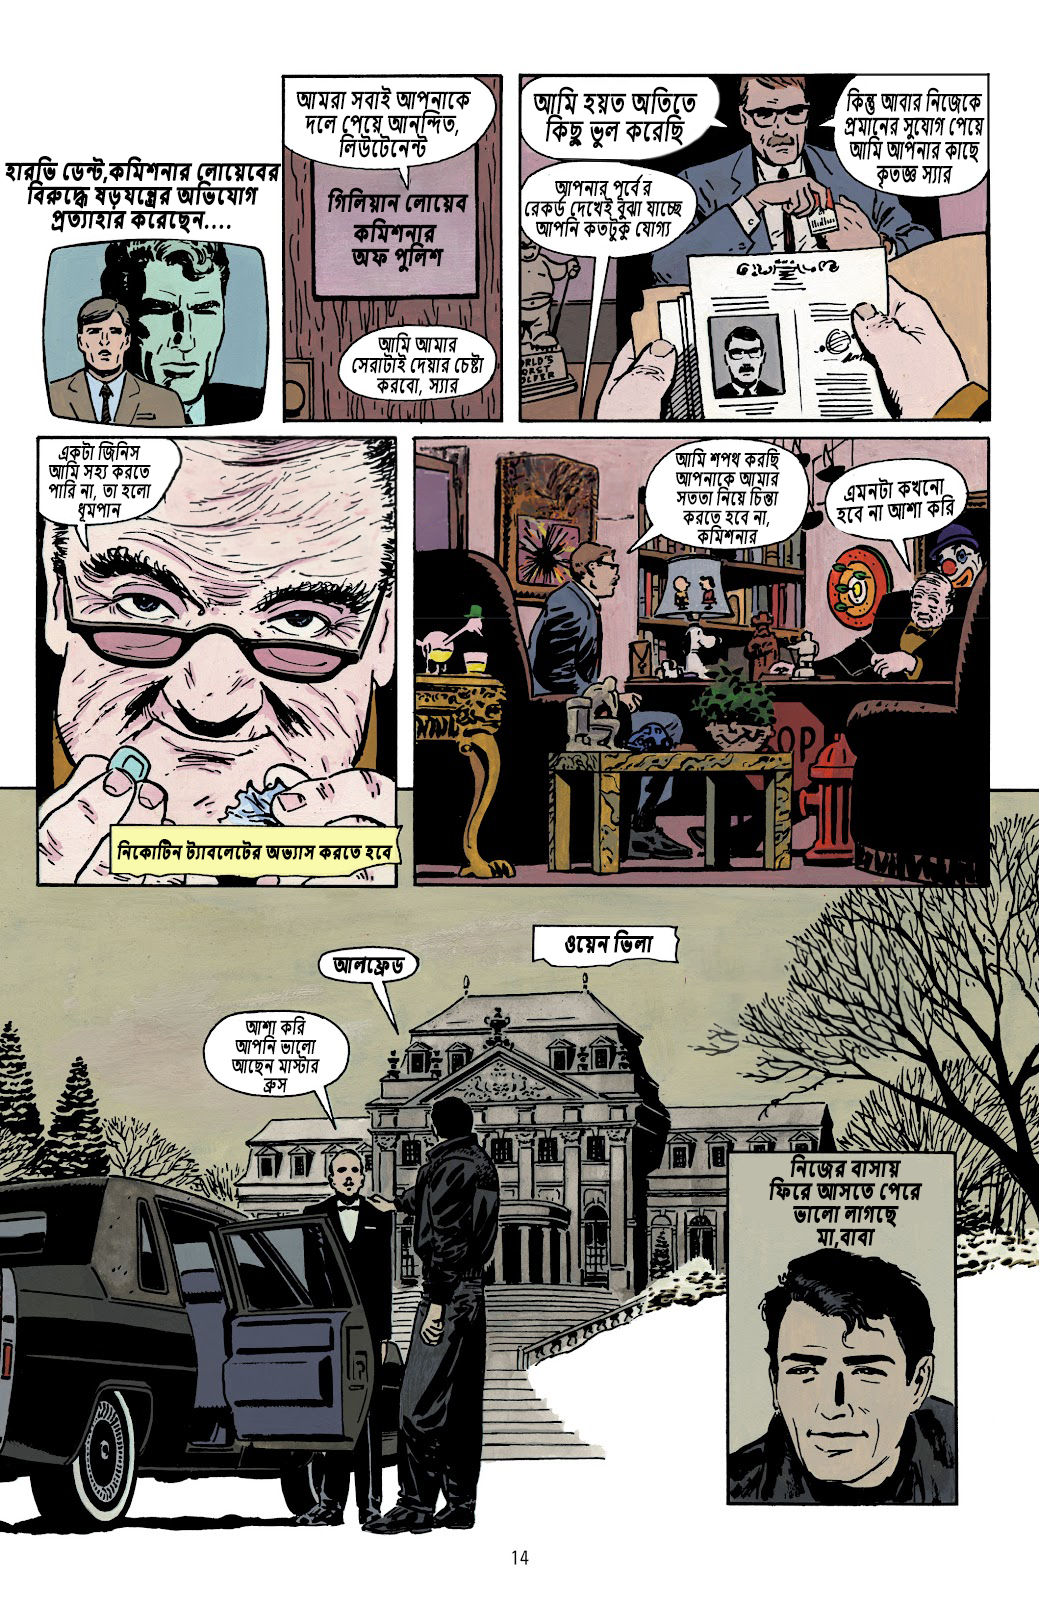 হারভি ডেন্ট,কমিশনার লোয়েবের
বিরুদ্ধে ষড়যন্ত্রের অভিযোগ
প্রত্যাহার করেছেন....
আমরা সবাই আপনাকে
দলে পেয়ে আনন্দিত,
লিউটেনেন্ট
গিলিয়ান লোয়েব
কমিশনার
অফ পুলিশ
আমি আমার
সেরাটাই দেয়ার চেষ্টা
করবো, স্যার
আমি হয়ত অতিতে
কিছু ভুল করেছি
কিন্তু আবার নিজেকে
প্রমানের সুযোগ পেয়ে
আমি আপনার কাছে
কৃতজ্ঞ স্যার
আপনার পূর্বের
রেকর্ড দেখেই বুঝা যাচ্ছে
আপনি কতটুকু যোগ্য
একটা জিনিস
আমি সহ্য করতে
পারি না, তা হলো
ধূমপান
নিকোটিন ট্যাবলেটের অভ্যাস করতে হবে
আমি শপথ করছি
আপনাকে আমার
সততা নিয়ে চিন্তা
করতে হবে না,
কমিশনার
এমনটা কখনো
হবে না আশা করি
ওয়েন ভিলা
আলফ্রেড
আশা করি
আপনি ভালো
আছেন মাস্টার
ব্রুস
নিজের বাসায়
ফিরে আসতে পেরে
ভালো লাগছে
মা,বাবা
14